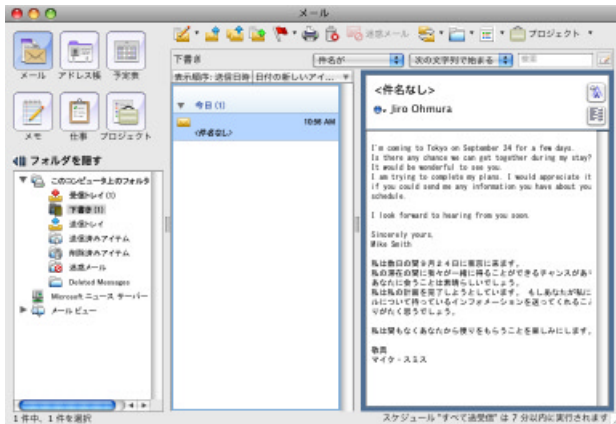 メール
迷惑メール
プロジェクト
メール
アドレス帳
予定表
メモ
仕事
プロジェクト
フォルダを隠す
このコンピュータ上のフォルダ
受信トレイ (1)
下書き (1)
送信トレイ
送信済みアイテム
削除済みアイテム
迷惑メール
Deleted Messages
Microsoft ニュース サーバー
メール ビュー
1 件中、1 件を選択
下書き
件名が
次の文字列で始まる
検索
表示順序: 送信日時
日付の新しいアイ...
今日 (1)
10:56 AM
<件名なし>
<件名なし>
Jiro Ohmura
I'm coming to Tokyo on September 24 for a few days.
Is there any chance we can get together during my stay?
It would be wonderful to see you.
I am trying to complete my plans. I would appreciate it
if you could send me any information you have about you
schedule.
I look forward to hearing from you soon.
Sincerely yours,
Mike Smith
私は数日の間９月２４日に東京に来ます。
私の滞在の間に我々が一緒に得ることができるチャンスがあ
あなたに会うことは素晴らしいでしょう。
私は私の計画を完了しようとしています。 もしあなたが私に
ルについて持っているインフォメーションを送ってくれるこ
りがたく思うでしょう。
私は間もなくあなたから便りをもらうことを楽しみにします。
敬具
マイク・スミス
スケジュール "すべて送受信" は 7 分以内に実行されます